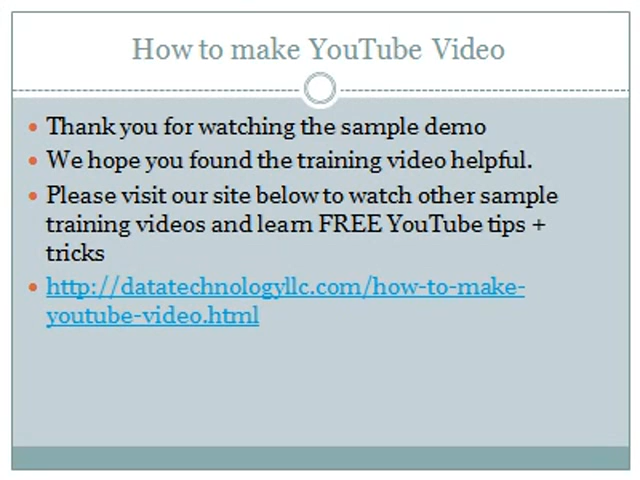 How to make YouTube Video
• Thank you for watching the sample demo
• We hope you found the training video helpful.
• Please visit our site below to watch other sample
training videos and learn FREE YouTube tips +
tricks
• http://datatechnologyllc.com/how-to-make-
youtube-video.html